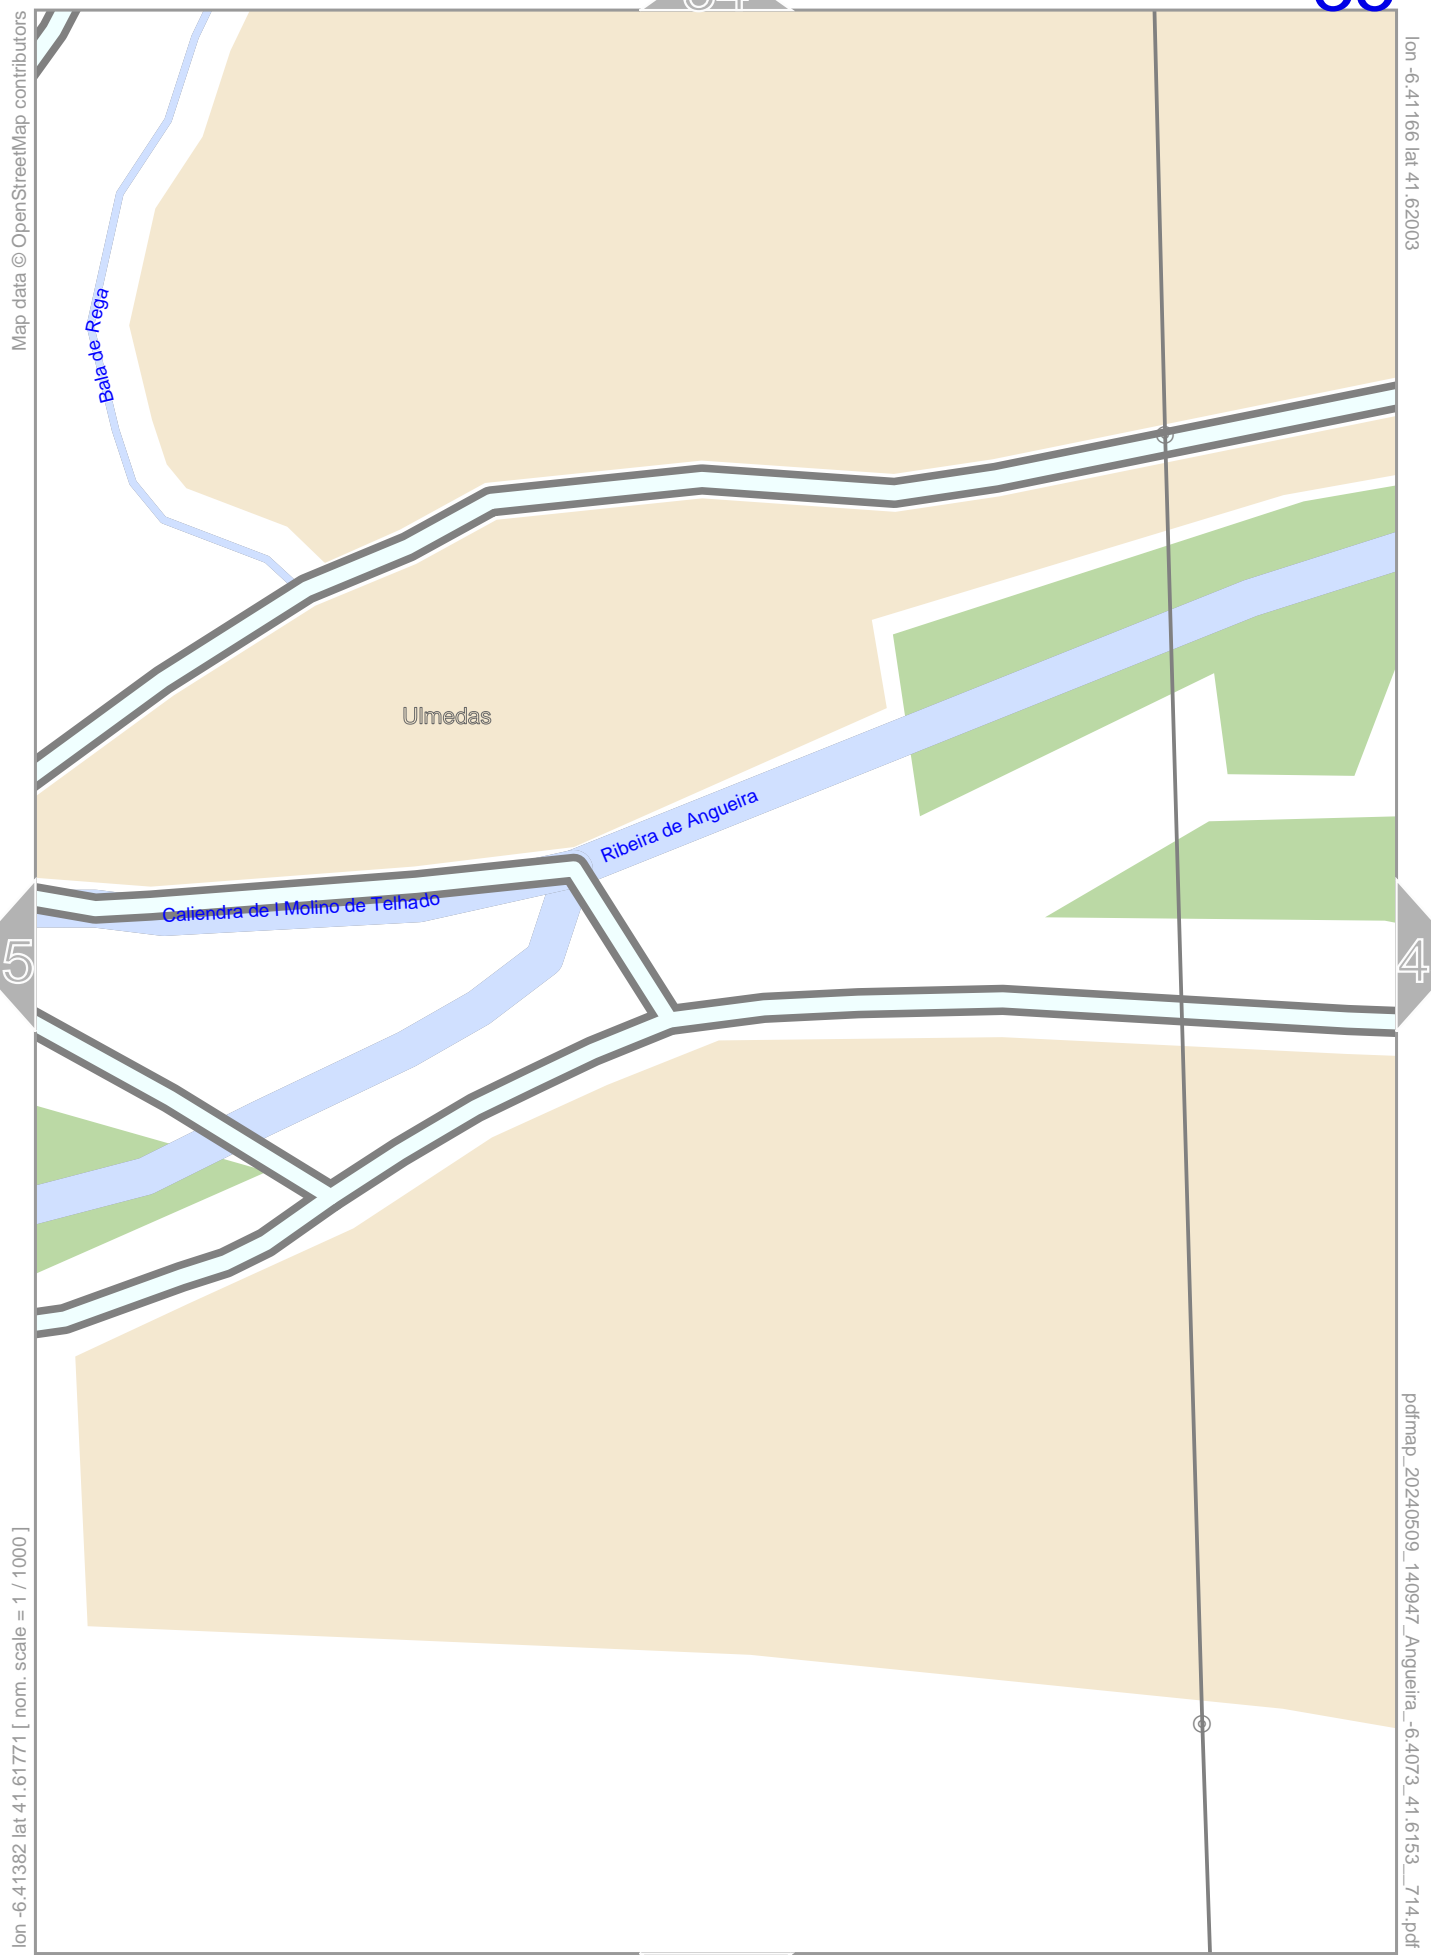 Map data © OpenStreetMap contributors
lon -6.41166 lat 41.62003
Bala de Rega
Ulmedas
Ribeira de Angueira
Caliendra de l Molino de Telhado
5
4
lon -6.41382 lat 41.61771 [ nom. scale = 1 / 1000 ]
pdfmap_20240509_140947_Angueira_-6.4073_41.6153__714.pdf